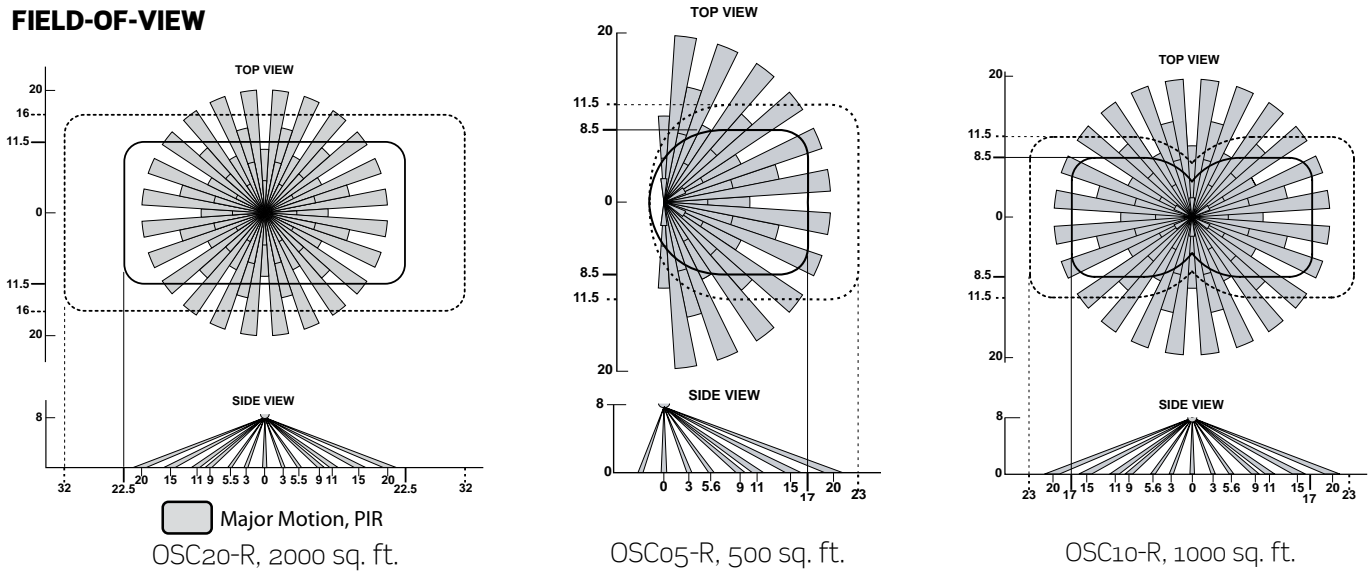 FIELD-OF-VIEW
TOP VIEW
20
16
11.5
0
11.5
16
20
SIDE VIEW
8
32 22.5 20 15 11 9 5.5 3 0 3 5.5 9 11 15 20 22.5 32
Major Motion, PIR
OSC20-R, 2000 sq. ft.
TOP VIEW
20
11.5
8.5
0
8.5
11.5
20
SIDE VIEW
8
0
0 3 5.6 9 11 15 17 20 23
OSC05-R, 500 sq. ft.
TOP VIEW
20
11.5
8.5
0
8.5
11.5
20
SIDE VIEW
8
0
23 20 17 15 11 9 5.6 3 0 3 5.6 9 11 15 17 20 23
OSC10-R, 1000 sq. ft.